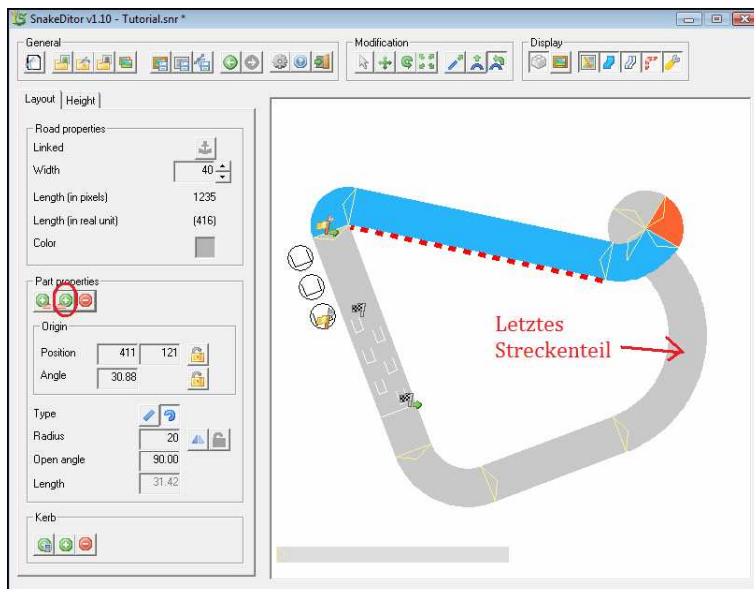 SnakeDitor v1.10 - Tutorial.snr *
General
Modification
Display
Layout
Height
Road properties
Linked
Width
40
Length (in pixels)
1235
Length (in real unit)
(416)
Color
Part properties
Origin
Position
411
121
Angle
30.88
Type
Radius
20
Open angle
90.00
Length
31.42
Kerb
Letztes
Streckenteil